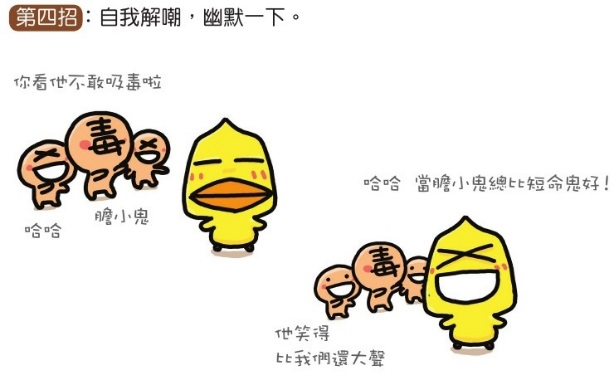 第四招：自我解嘲，幽默一下。
你看他不敢吸毒啦
毒
哈哈
膽小鬼
哈哈 當膽小鬼總比短命鬼好！
毒
他笑得
比我們還大聲